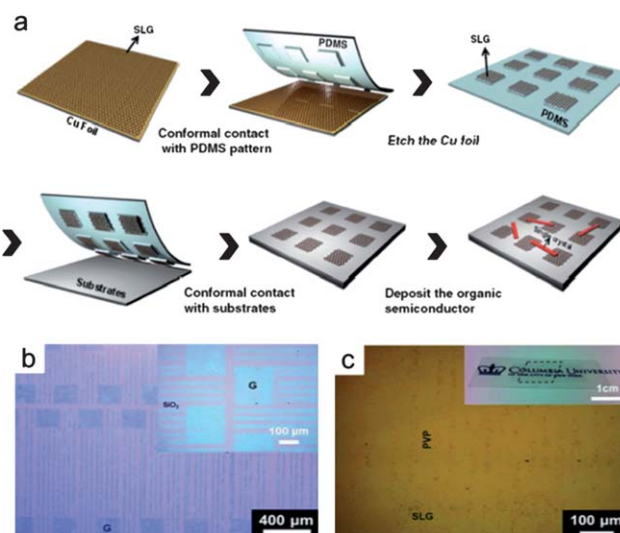 a
SLG
Cu Foil
Conformal contact
with PDMS pattern
PDMS
Etch the Cu foil
SLG
PDMS
Substrates
Conformal contact
with substrates
Deposit the organic
semiconductor
b
G
SiO₂
G
100 µm
400 µm
c
COLUMBIA UNIVERSITY
1cm
PVP
SLG
100 µm